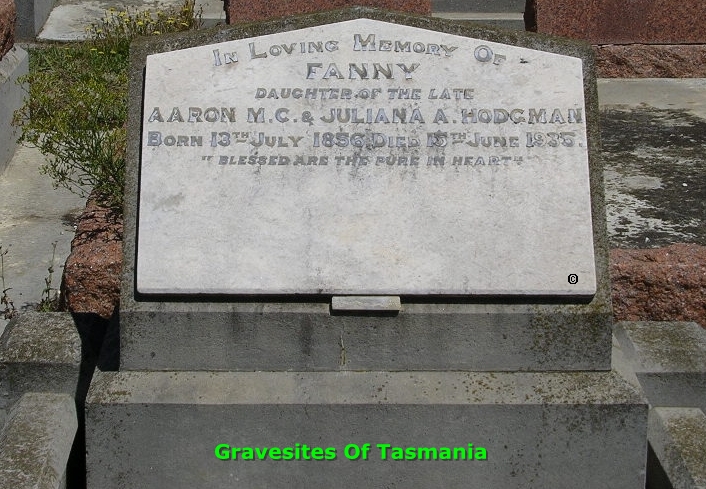 IN LOVING MEMORY OF
FANNY
DAUGHTER OF THE LATE
AARON M.C. & JULIANA A. HODGMAN
BORN 13TH JULY 1856. DIED 15TH JUNE 1935.
"BLESSED ARE THE PURE IN HEART"
©
Gravesites Of Tasmania